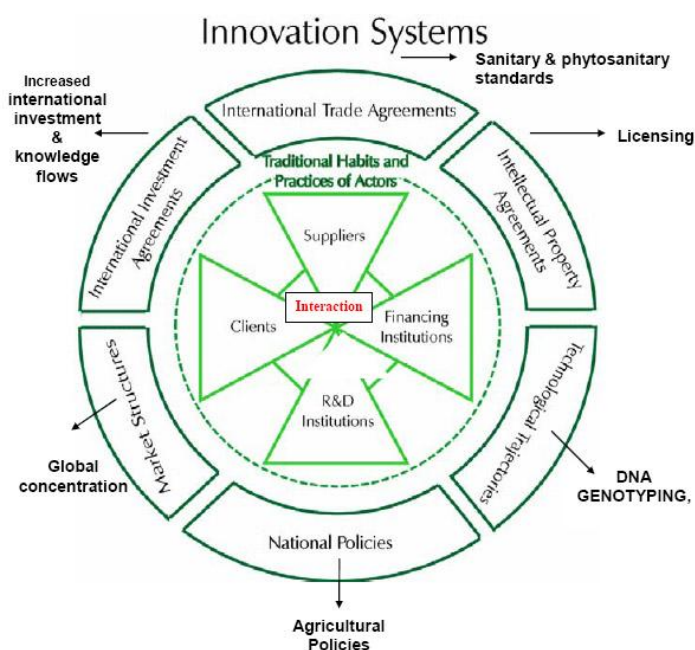 Innovation Systems
Sanitary & phytosanitary
standards
Increased
international
investment
&
knowledge
flows
International Trade Agreements
Licensing
Traditional Habits and
Practices of Actors
International Investment
Agreements
Intellectual Property
Agreements
Suppliers
Interaction
Clients
Financing
Institutions
R&D
Institutions
Market Structures
Technological Trajectories
Global
concentration
DNA
GENOTYPING,
National Policies
Agricultural
Policies